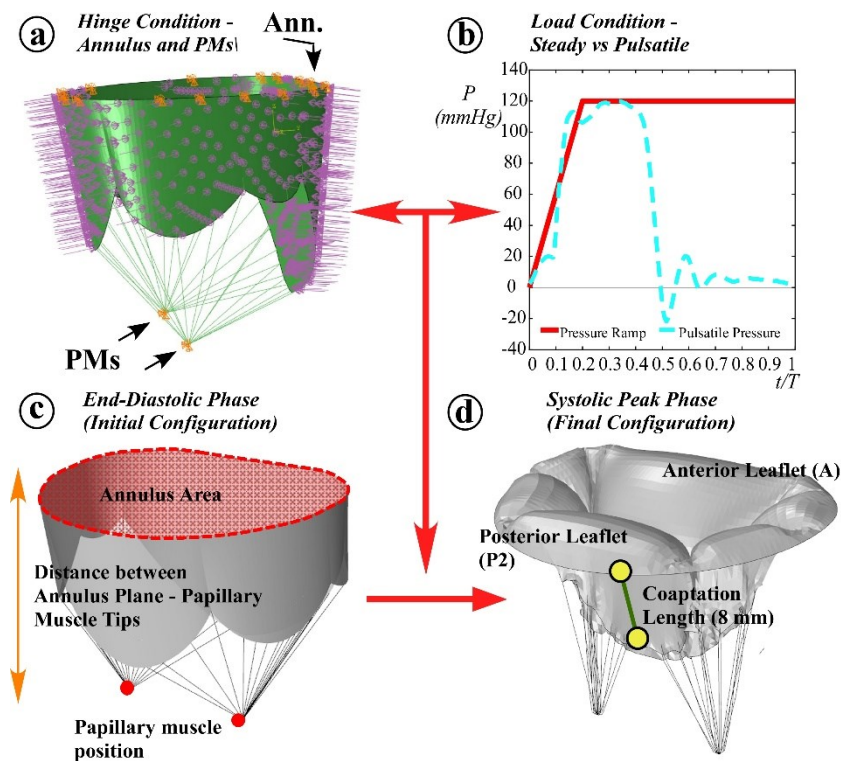 a
Hinge Condition -
Annulus and PMs\
Ann.
PMs
b
Load Condition -
Steady vs Pulsatile
P
(mmHg)
140
120
100
80
60
40
20
0
-20
-40
Pressure Ramp
Pulsatile Pressure
0 0.1 0.2 0.3 0.4 0.5 0.6 0.7 0.8 0.9 1
t/T
c
End-Diastolic Phase
(Initial Configuration)
Annulus Area
Distance between
Annulus Plane - Papillary
Muscle Tips
Papillary muscle
position
d
Systolic Peak Phase
(Final Configuration)
Anterior Leaflet (A)
Posterior Leaflet
(P2)
Coaptation
Length (8 mm)